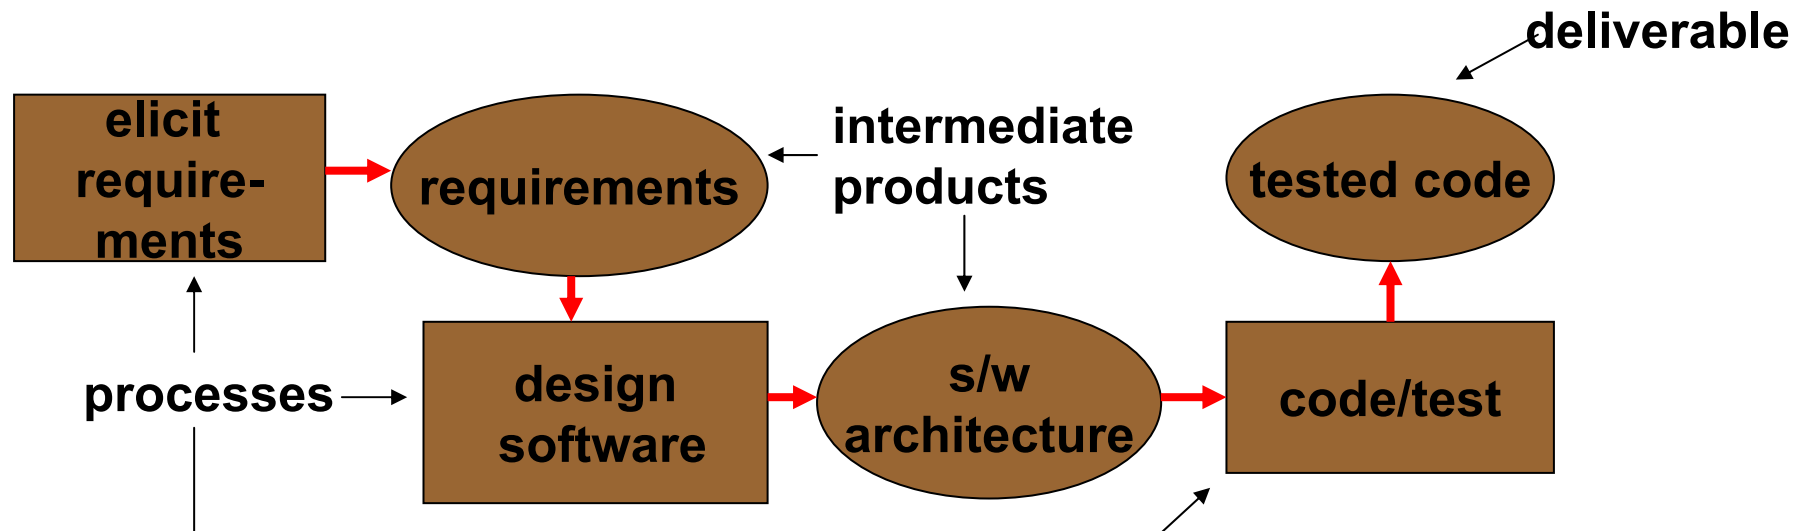 deliverable
elicit
require-
ments
requirements
intermediate
products
tested code
processes
design
software
s/w
architecture
code/test